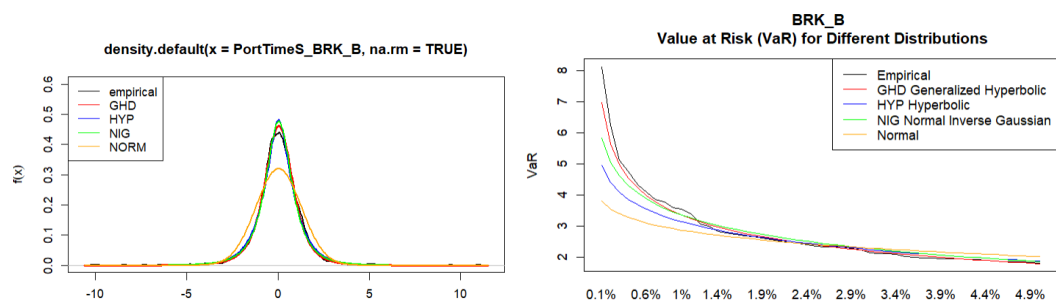 density.default(x = PortTimeS_BRK_B, na.rm = TRUE)
f(x)
0.6
0.5
0.4
0.3
0.2
0.1
0.0
empirical
GHD
HYP
NIG
NORM
-10
-5
0
5
10
BRK_B
Value at Risk (VaR) for Different Distributions
VaR
8
7
6
5
4
3
2
Empirical
GHD Generalized Hyperbolic
HYP Hyperbolic
NIG Normal Inverse Gaussian
Normal
0.1%
0.6%
1%
1.4%
1.9%
2.4%
2.9%
3.4%
3.9%
4.4%
4.9%